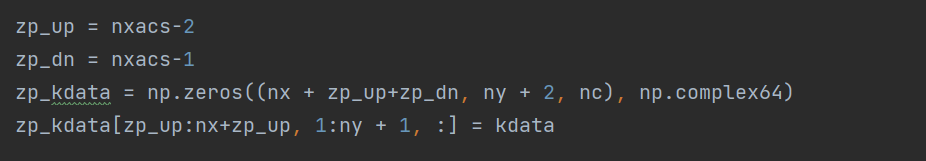 zp_up = nxacs-2
zp_dn = nxacs-1
zp_kdata = np.zeros((nx + zp_up+zp_dn, ny + 2, nc), np.complex64)
zp_kdata[zp_up:nx+zp_up, 1:ny + 1, :] = kdata